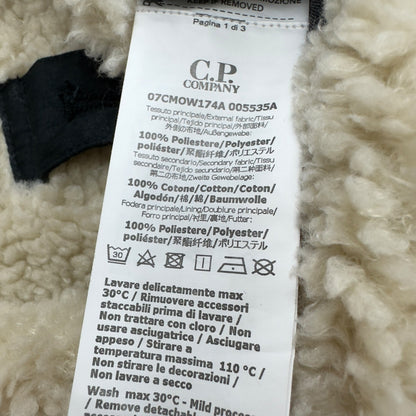 KEEP IF REMOVED
Pagina 1 di 3
C.P.
COMPANY
07CMOW174A 005535A
Tessuto principale/External fabric/Tissu
principal/Tejido principal/面料/
外側の布地/Außengewebe:
100% Poliestere/Polyester/
poliéster/聚酯纤维/ポリエステル
Tessuto secondario/Secondary fabric/Tissu
secondaire/Tejido secundario/第二种面料/
第二の布地/Zweite Gewebelage:
100% Cotone/Cotton/Coton/
Algodón/棉/綿/Baumwolle
Fodera principale/Lining/Doublure principal/
Forro principal/衬里/裏地/Futter:
100% Poliestere/Polyester/
poliéster/聚酯纤维/ポリエステル
30
Lavare delicatamente max
30°C / Rimuovere accessori
staccabili prima di lavare /
Non trattare con cloro / Non
usare asciugatrice / Asciugare
appeso / Stirare a
temperatura massima 110 °C /
Non stirare le decorazioni /
Non lavare a secco
Wash max 30°C - Mild process
/ Remove detachable